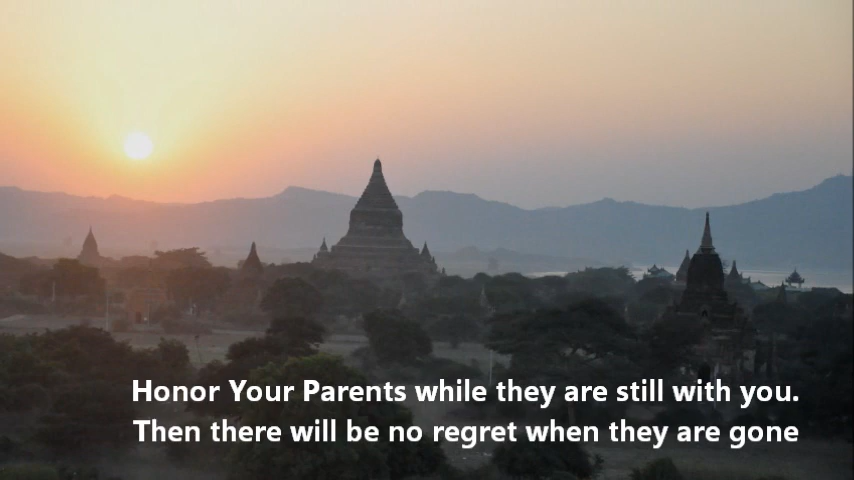 Honor Your Parents while they are still with you.
Then there will be no regret when they are gone